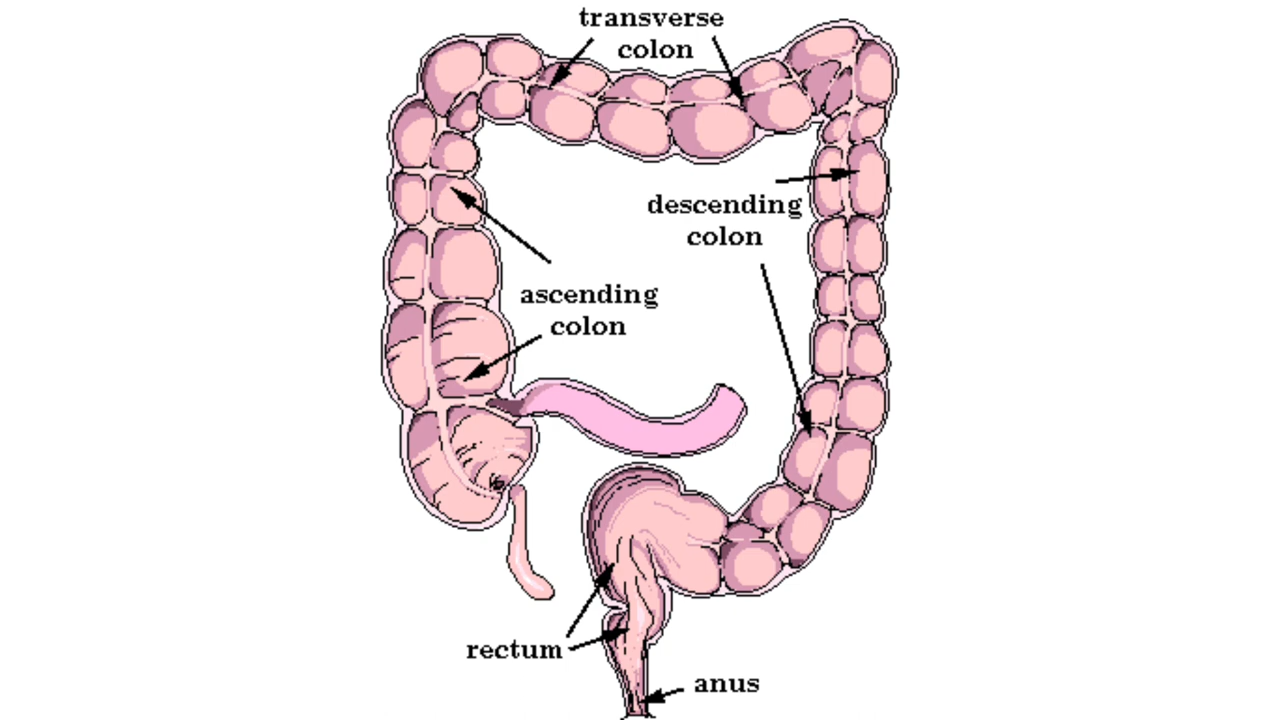 transverse
colon
descending
colon
ascending
colon
rectum
anus